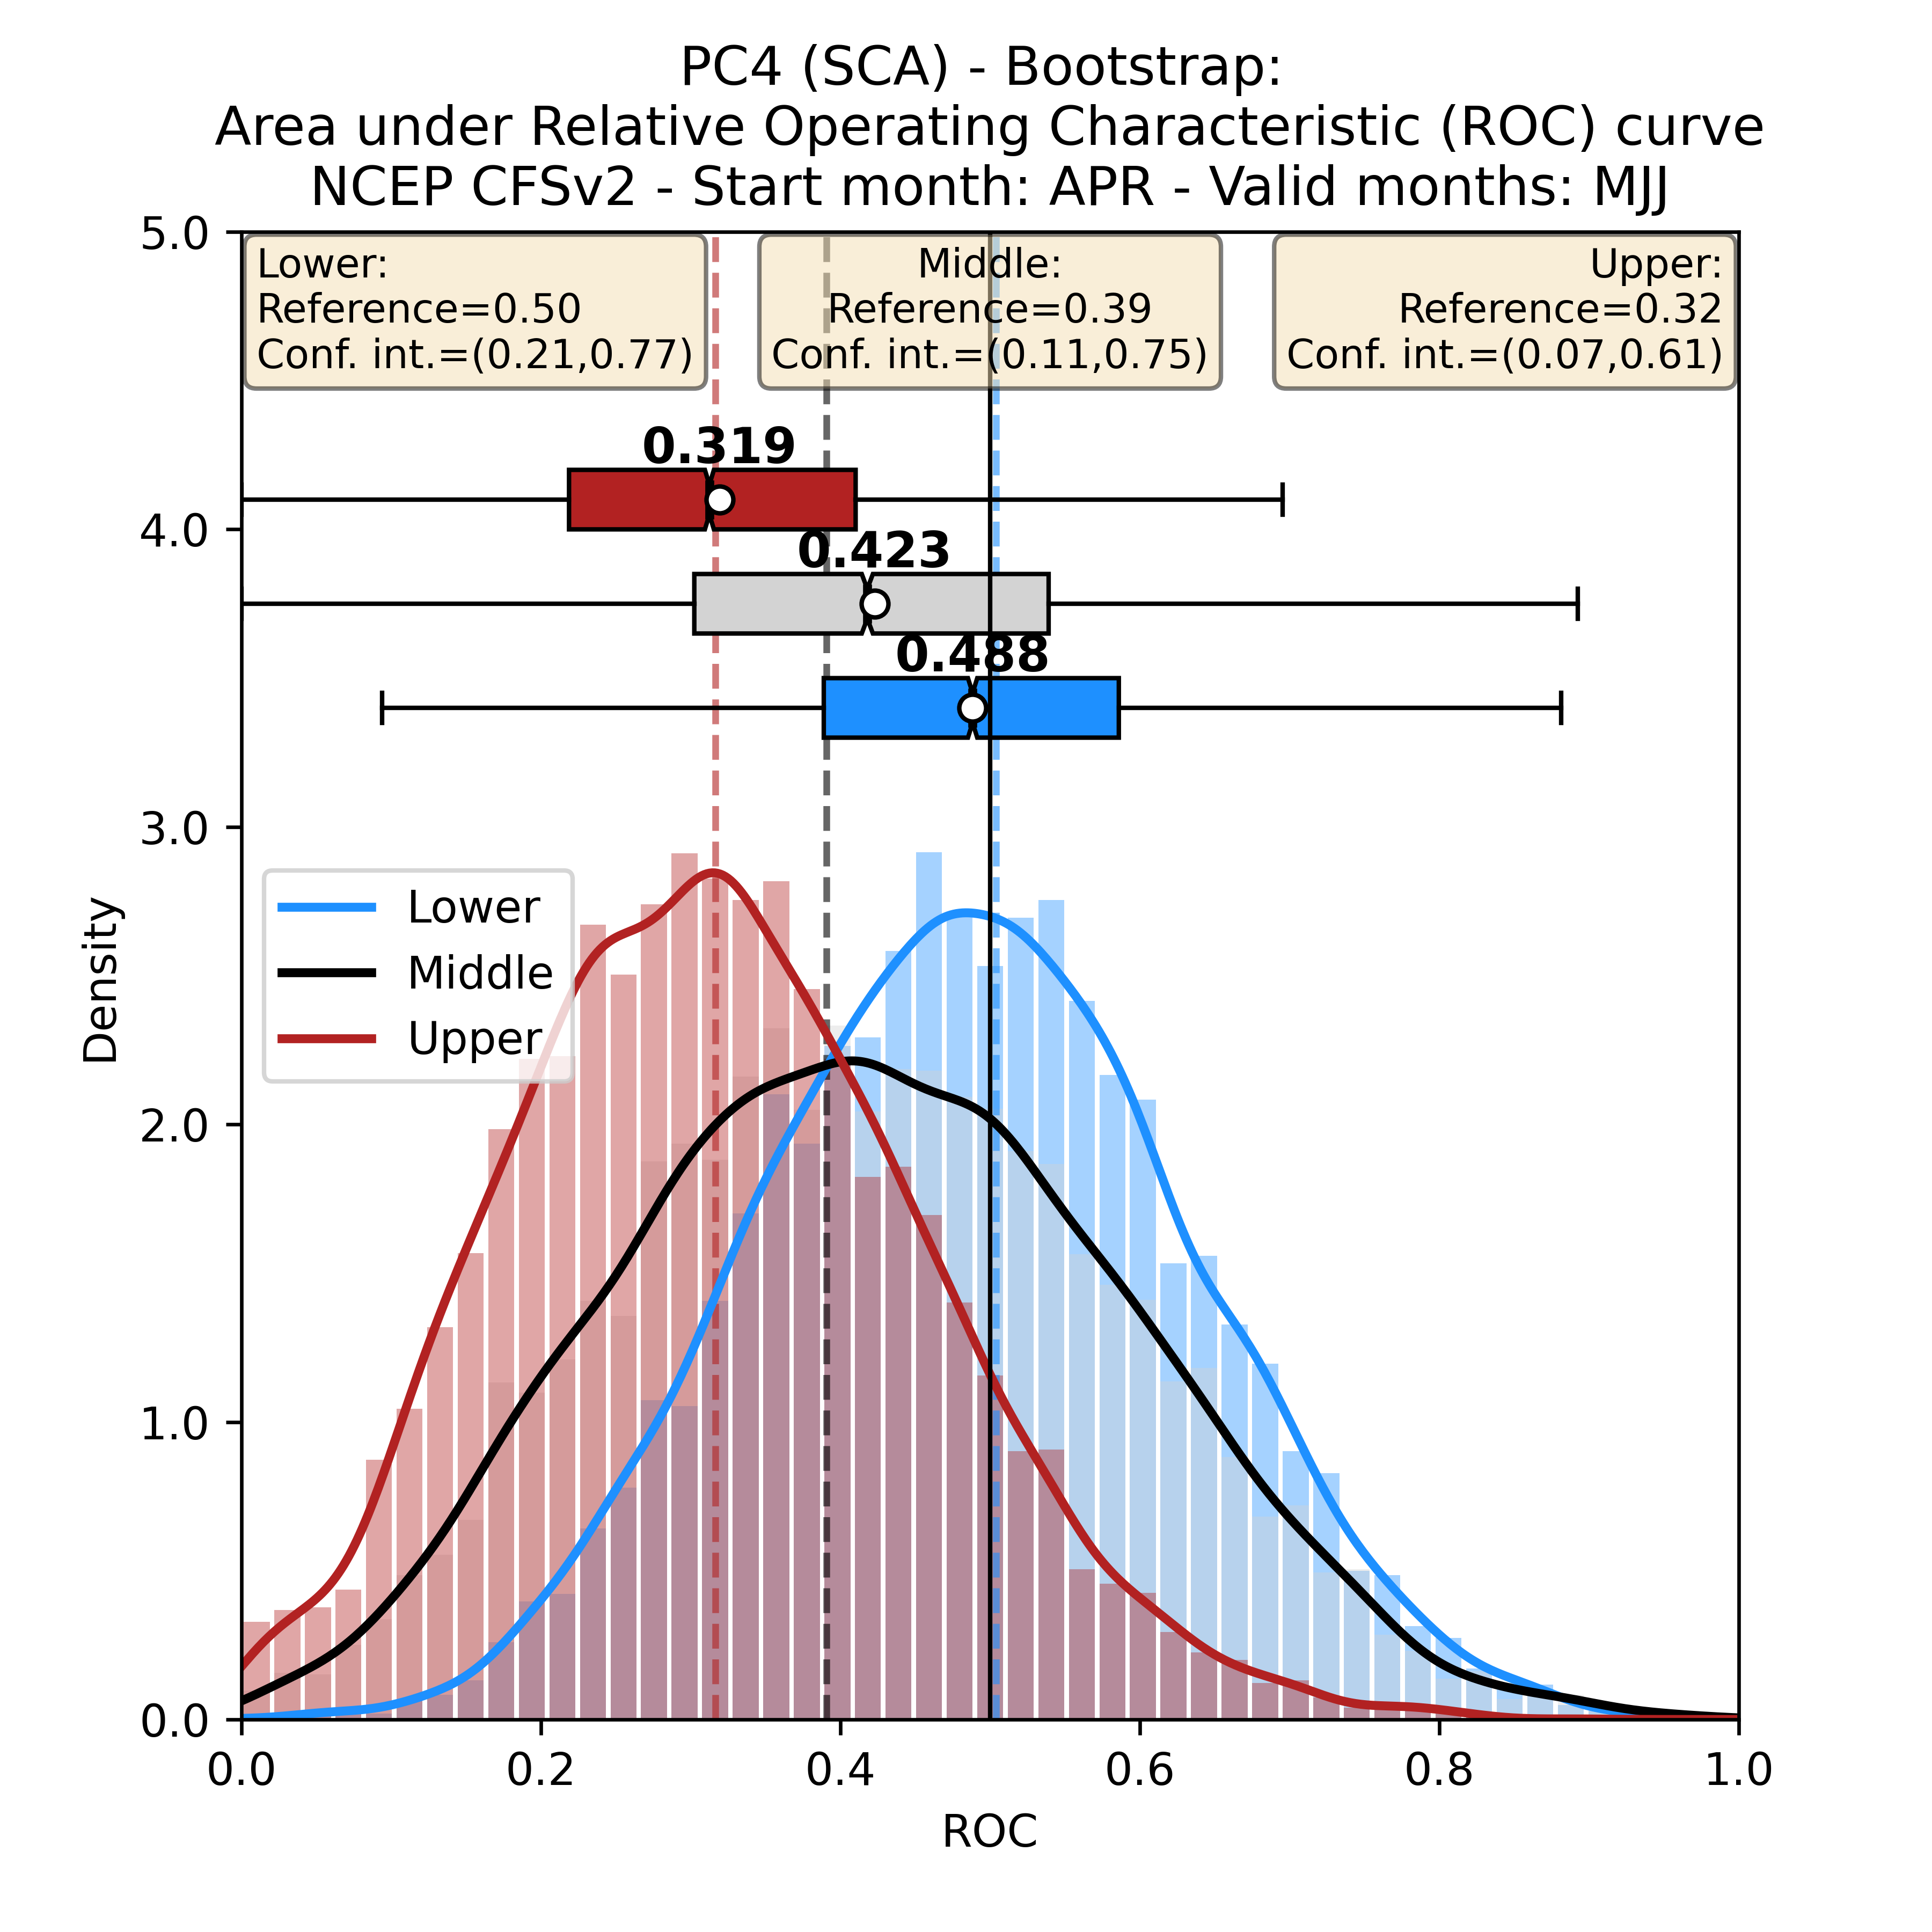 PC4 (SCA) - Bootstrap:
Area under Relative Operating Characteristic (ROC) curve
NCEP CFSv2 - Start month: APR - Valid months: MJJ
5.0
Lower:
Reference=0.50
Conf. int.=(0.21,0.77)
Middle:
Reference=0.39
Conf. int.=(0.11,0.75)
Upper:
Reference=0.32
Conf. int.=(0.07,0.61)
0.319
4.0
0.423
0.488
3.0
Lower
Middle
Upper
Density
2.0
1.0
0.0
0.0
0.2
0.4
0.6
0.8
1.0
ROC